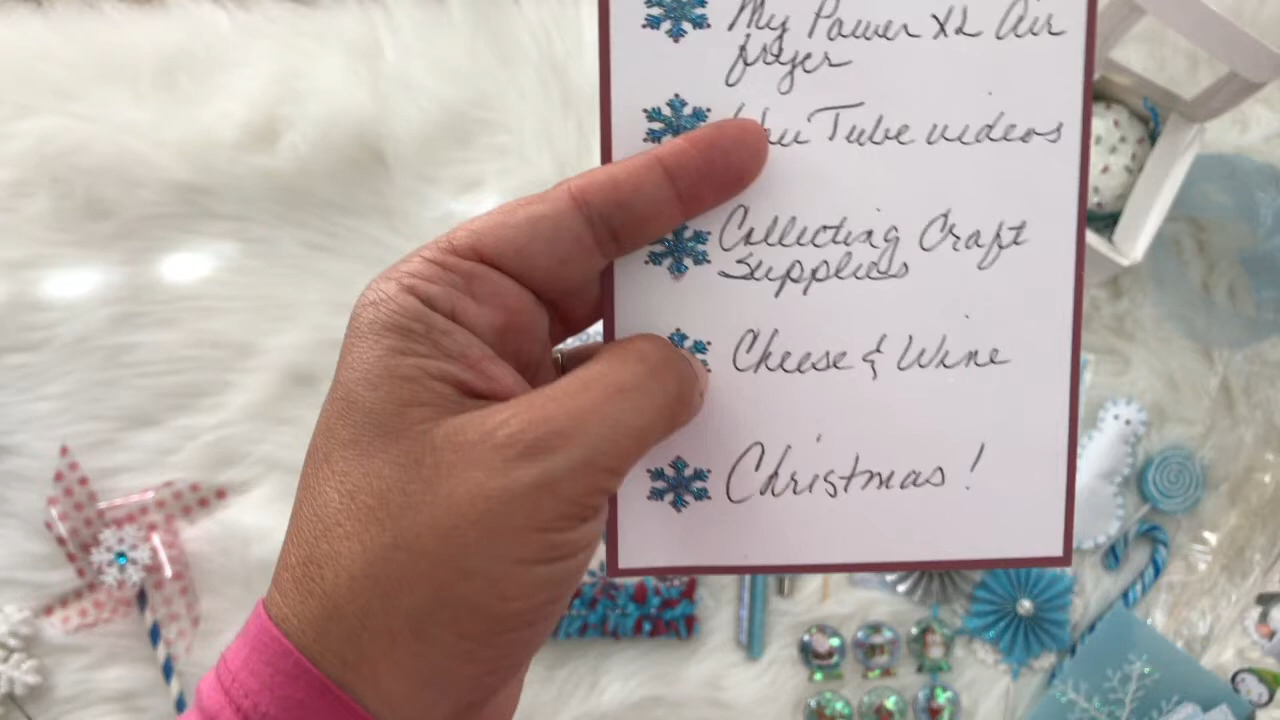 My Power XL Air
fryer
Tube videos
Collecting Craft
Supplies
Cheese & Wine
Christmas!